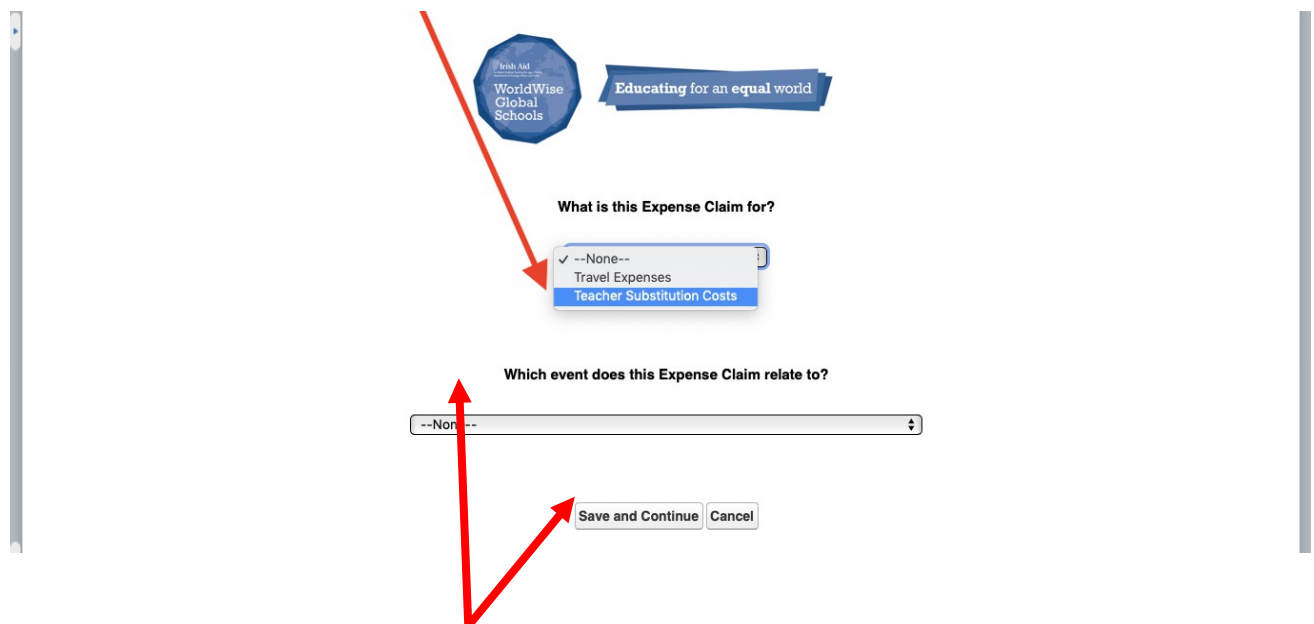 Irish Aid
WorldWise
Global
Schools
Educating for an equal world
What is this Expense Claim for?
✓ --None--
Travel Expenses
Teacher Substitution Costs
Which event does this Expense Claim relate to?
--None--
Save and Continue Cancel